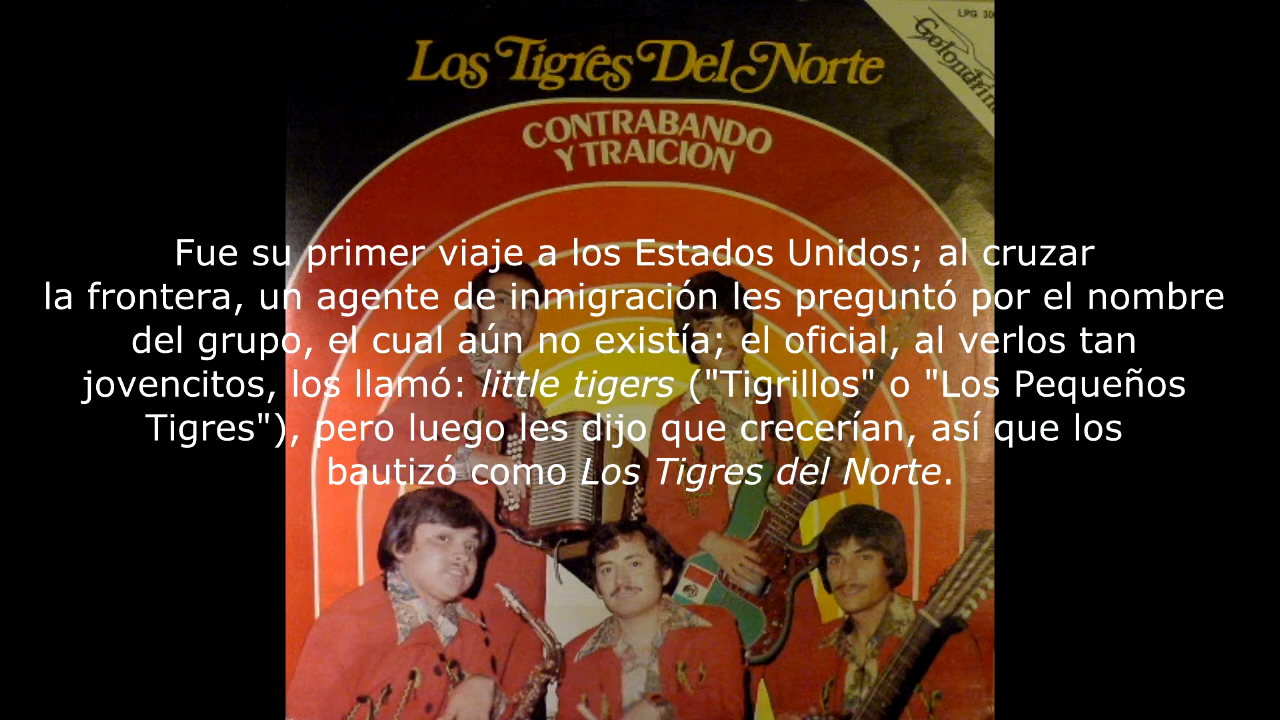 LPG 30
Golondrin
Los Tigres Del Norte
CONTRABANDO
Y TRAICION
Fue su primer viaje a los Estados Unidos; al cruzar
la frontera, un agente de inmigración les preguntó por el nombre
del grupo, el cual aún no existía; el oficial, al verlos tan
jovencitos, los llamó: little tigers ("Tigrillos" o "Los Pequeños
Tigres"), pero luego les dijo que crecerían, así que los
bautizó como Los Tigres del Norte.